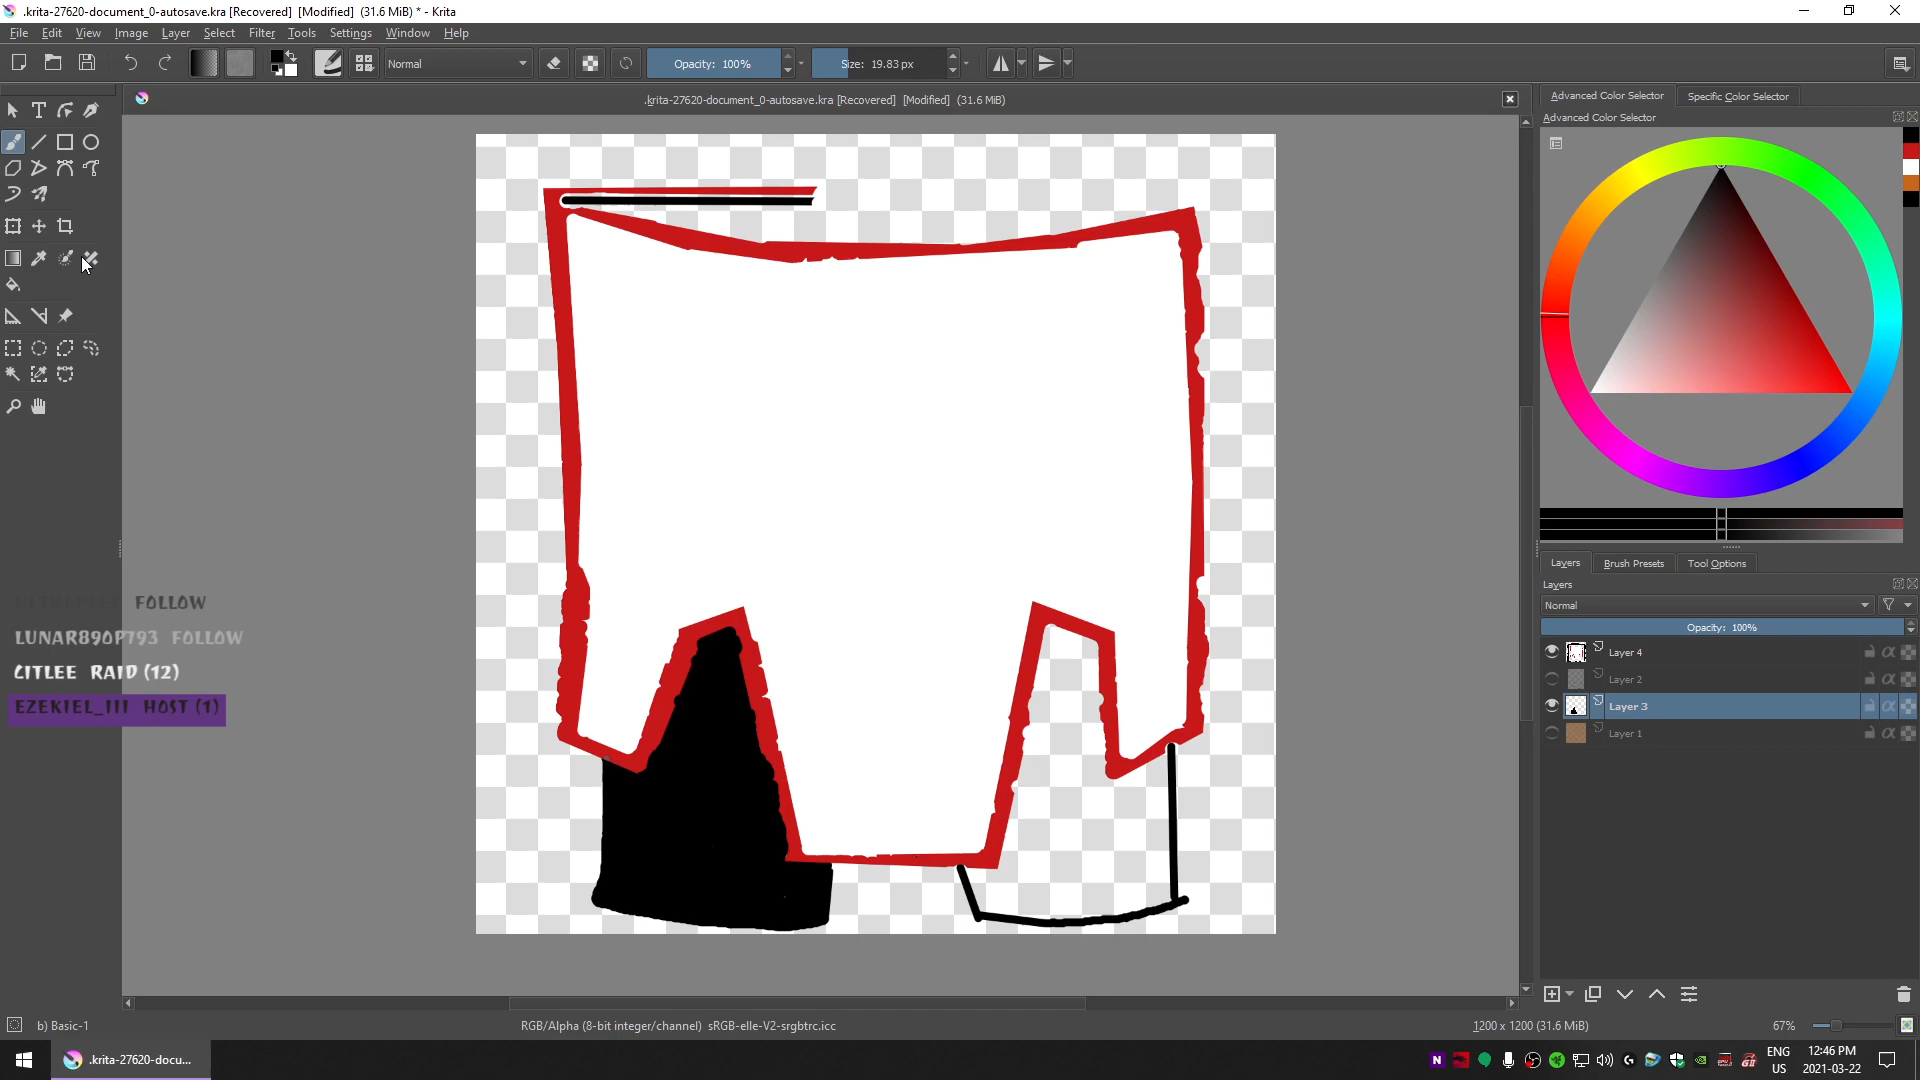 .krita-27620-document_0-autosave.kra [Recovered] [Modified] (31.6 MiB) * - Krita
File Edit View Image Layer Select Filter Tools Settings Window Help
Normal Opacity: 100% Size: 19.83 px
.krita-27620-document_0-autosave.kra [Recovered] [Modified] (31.6 MiB)
Advanced Color Selector Specific Color Selector
Advanced Color Selector
FOLLOW
LUNAR890P793 FOLLOW
CITLEE RAID (12)
EZEKIEL_III HOST (1)
Layers Brush Presets Tool Options
Layers
Normal
Opacity: 100%
Layer 4
Layer 2
Layer 3
Layer 1
b) Basic-1
RGB/Alpha (8-bit integer/channel) sRGB-elle-V2-srgbtrc.icc
1200 x 1200 (31.6 MiB)
67%
.krita-27620-docu...
ENG
US
12:46 PM
2021-03-22